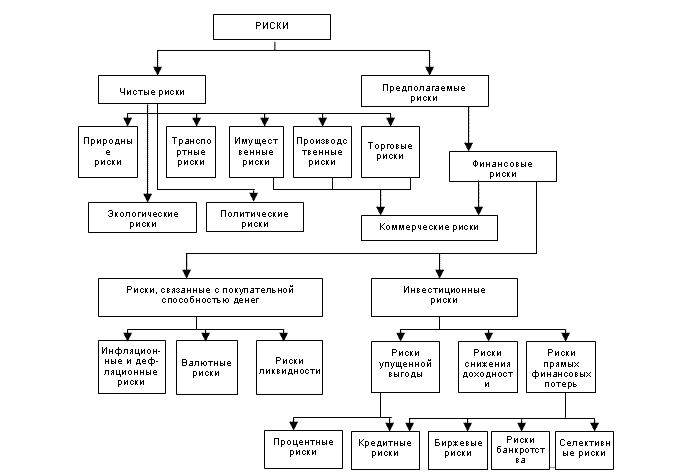 РИСКИ
Чистые риски
Предполагаемые
риски
Природны
е
риски
Транспо
ртные
риски
Имущест
венные
риски
Производс
твенные
риски
Торговые
риски
Финансовые
риски
Экологические
риски
Политические
риски
Коммерческие риски
Риски, связанные с покупательной
способностью денег
Инвестиционные
риски
Инфляцион-
ные и деф-
ляционные
риски
Валютные
риски
Риски
ликвидности
Риски
упущенной
выгоды
Риски
снижения
доходност
и
Риски
прямых
финансовых
потерь
Процентные
риски
Кредитные
риски
Биржевые
риски
Риски
банкротст
ва
Селективн
ые риски